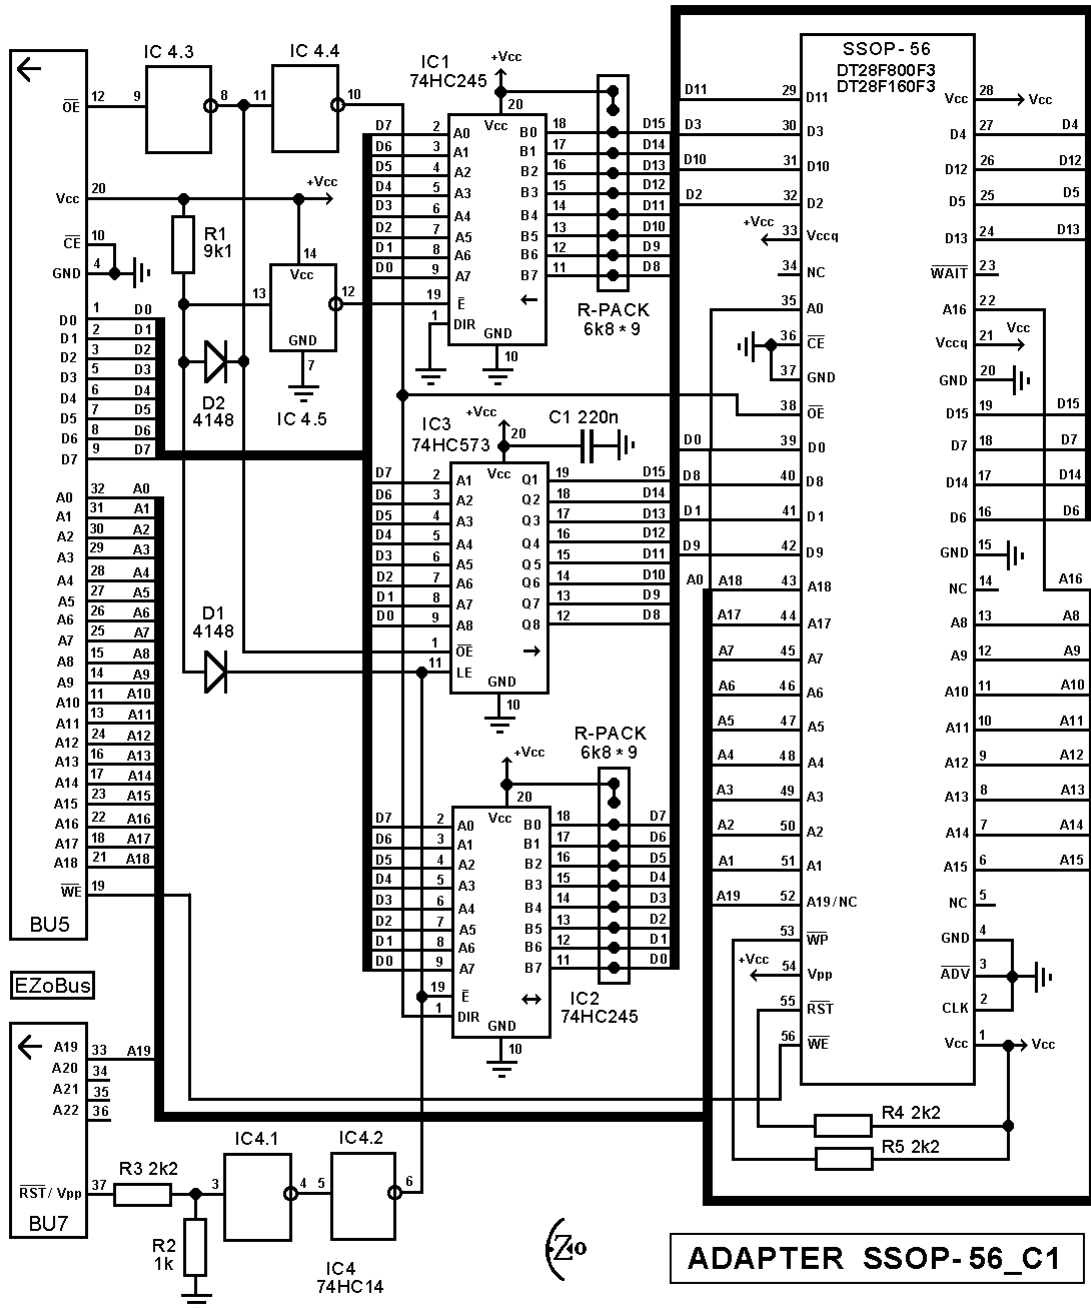 IC 4.3
IC 4.4
OE 12 9 8 11 10
Vcc 20 +Vcc
R1
9k1
CE 10
GND 4
14
Vcc
13 12
GND
7
IC 4.5
D2
4148
D0 1 D0
D1 2 D1
D2 3 D2
D3 5 D3
D4 6 D4
D5 7 D5
D6 8 D6
D7 9 D7
A0 32 A0
A1 31 A1
A2 30 A2
A3 29 A3
A4 28 A4
A5 27 A5
A6 26 A6
A7 25 A7
A8 15 A8
A9 14 A9
A10 11 A10
A11 13 A11
A12 24 A12
A13 16 A13
A14 17 A14
A15 23 A15
A16 22 A16
A17 18 A17
A18 21 A18
WE 19
BU5
EZoBus
A19 33 A19
A20 34
A21 35
A22 36
RST/ Vpp 37
BU7
R3 2k2
R2
1k
IC4.1
3 4
IC4.2
5 6
IC4
74HC14
D1
4148
IC1
74HC245
+Vcc
20
Vcc
D7 2 A0 B0 18 D15
D6 3 A1 B1 17 D14
D5 4 A2 B2 16 D13
D4 5 A3 B3 15 D12
D3 6 A4 B4 14 D11
D2 7 A5 B5 13 D10
D1 8 A6 B6 12 D9
D0 9 A7 B7 11 D8
19 E
1 DIR
GND
10
R-PACK
6k8 * 9
IC3
74HC573
+Vcc
20
Vcc
C1 220n
D7 2 A1 Q1 19 D15
D6 3 A2 Q2 18 D14
D5 4 A3 Q3 17 D13
D4 5 A4 Q4 16 D12
D3 6 A5 Q5 15 D11
D2 7 A6 Q6 14 D10
D1 8 A7 Q7 13 D9
D0 9 A8 Q8 12 D8
1 OE
11 LE
GND
10
R-PACK
6k8 * 9
+Vcc
20
Vcc
D7 2 A0 B0 18 D7
D6 3 A1 B1 17 D6
D5 4 A2 B2 16 D5
D4 5 A3 B3 15 D4
D3 6 A4 B4 14 D3
D2 7 A5 B5 13 D2
D1 8 A6 B6 12 D1
D0 9 A7 B7 11 D0
19 E
1 DIR
GND
10
IC2
74HC245
SSOP-56
DT28F800F3
DT28F160F3
D11 29 D11 Vcc 28 Vcc
D3 30 D3 D4 27 D4
D10 31 D10 D12 26 D12
D2 32 D2 D5 25 D5
+Vcc 33 Vccq D13 24 D13
34 NC WAIT 23
35 A0 A16 22
36 CE Vccq 21 Vcc
37 GND GND 20
38 OE D15 19 D15
D0 39 D0 D7 18 D7
D8 40 D8 D14 17 D14
D1 41 D1 D6 16 D6
D9 42 D9 GND 15
A0 A18 43 A18 NC 14 A16
A17 44 A17 A8 13 A8
A7 45 A7 A9 12 A9
A6 46 A6 A10 11 A10
A5 47 A5 A11 10 A11
A4 48 A4 A12 9 A12
A3 49 A3 A13 8 A13
A2 50 A2 A14 7 A14
A1 51 A1 A15 6 A15
A19 52 A19/NC NC 5
53 WP GND 4
+Vcc 54 Vpp ADV 3
55 RST CLK 2
56 WE Vcc 1 Vcc
R4 2k2
R5 2k2
Zo
ADAPTER SSOP-56_C1